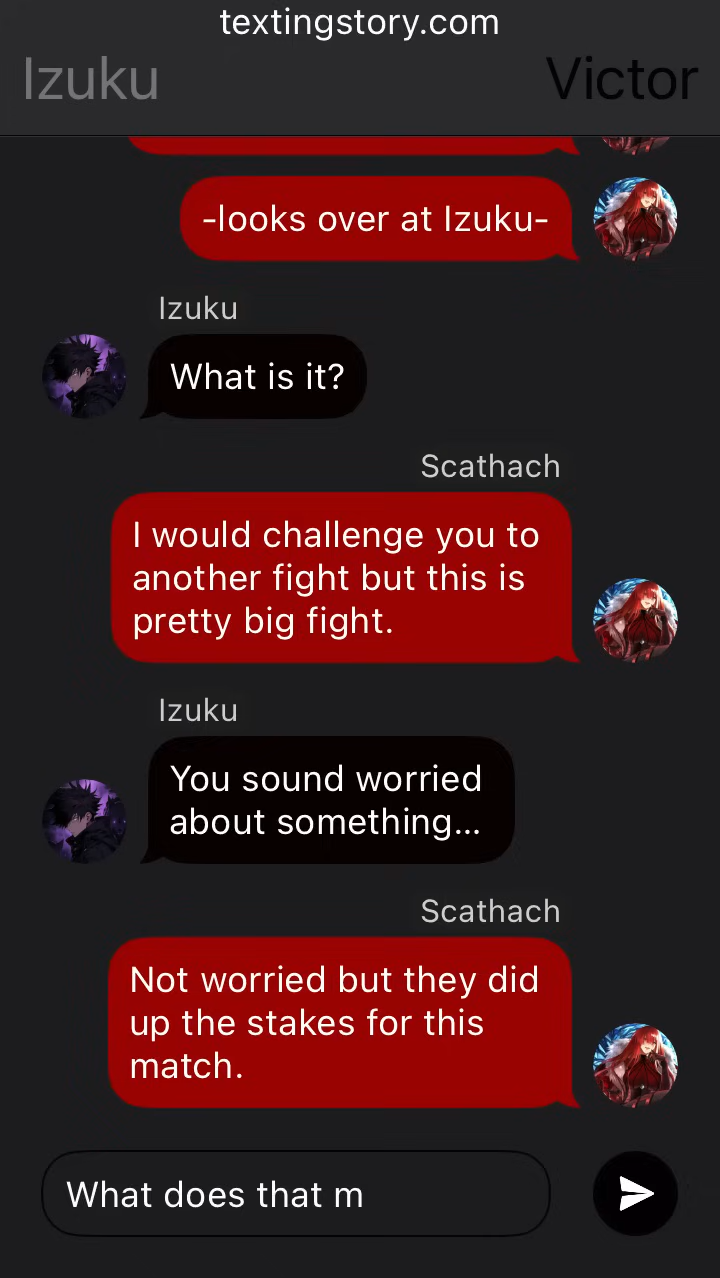 textingstory.com
Izuku
Victor
-looks over at Izuku-
Izuku
What is it?
Scathach
I would challenge you to
another fight but this is
pretty big fight.
Izuku
You sound worried
about something...
Scathach
Not worried but they did
up the stakes for this
match.
What does that m